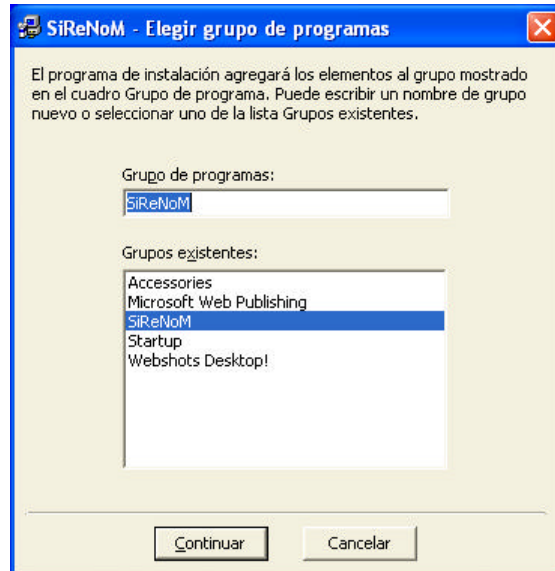 SiReNoM - Elegir grupo de programas
El programa de instalación agregará los elementos al grupo mostrado
en el cuadro Grupo de programa. Puede escribir un nombre de grupo
nuevo o seleccionar uno de la lista Grupos existentes.
Grupo de programas:
SiReNoM
Grupos existentes:
Accessories
Microsoft Web Publishing
SiReNoM
Startup
Webshots Desktop!
Continuar
Cancelar